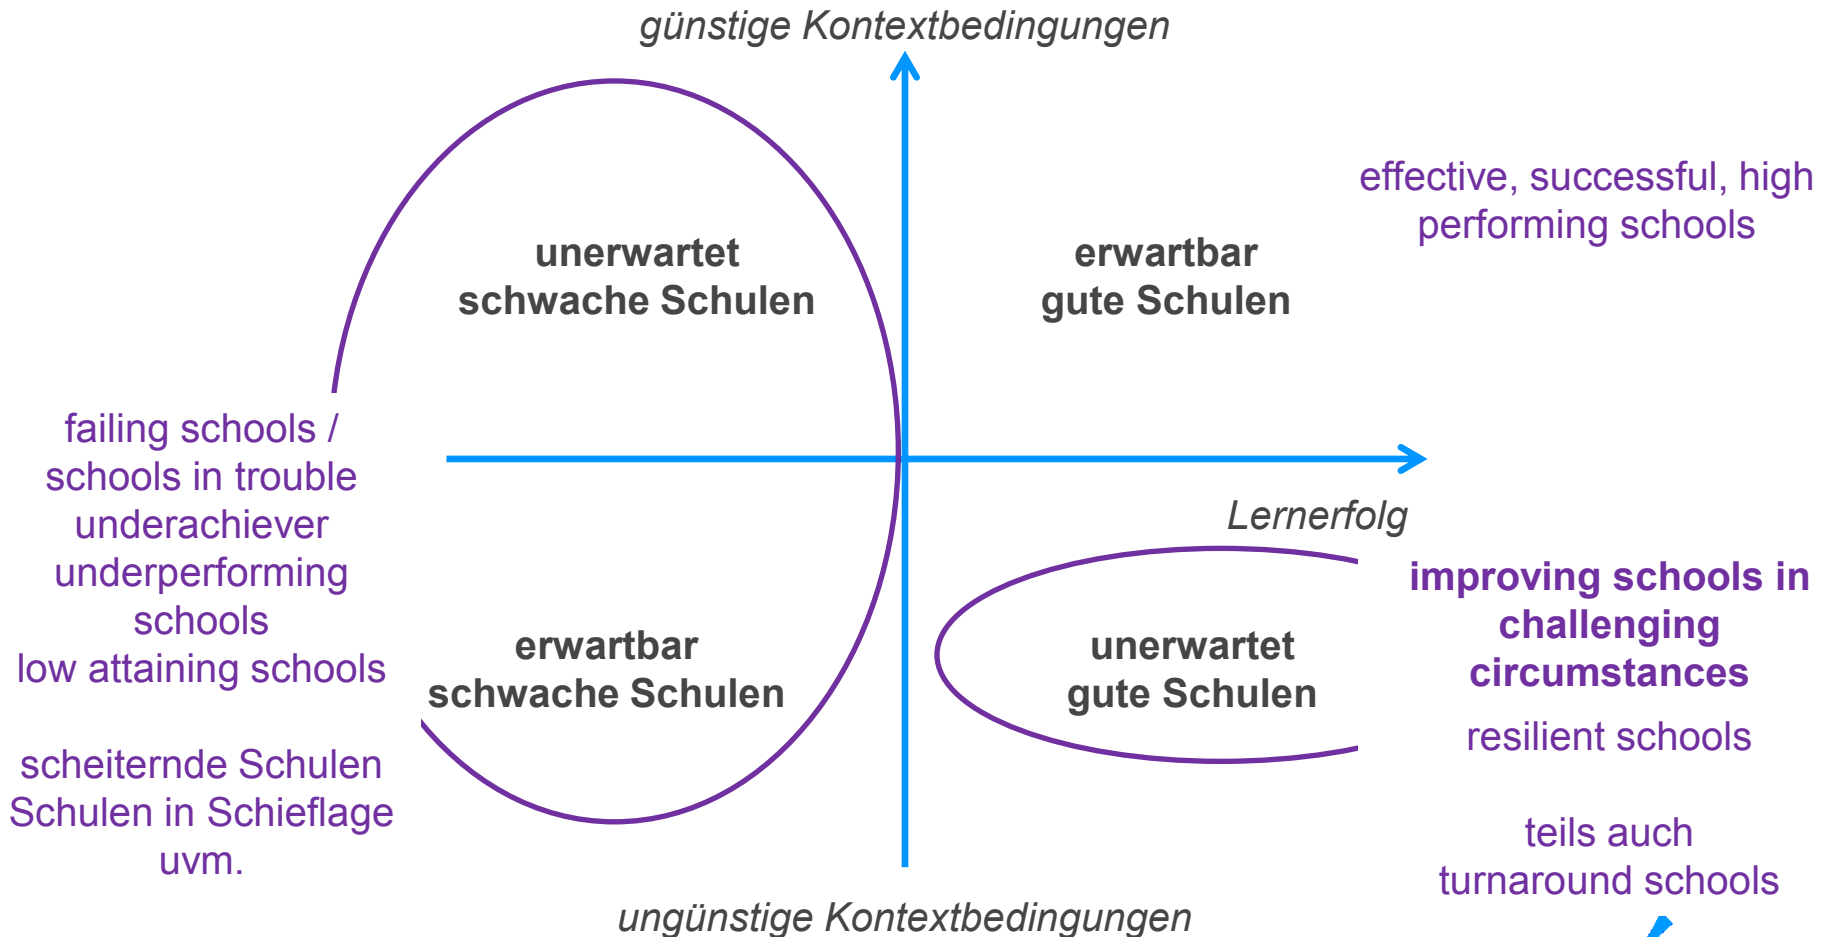 günstige Kontextbedingungen
effective, successful, high
performing schools
unerwartet
schwache Schulen
erwartbar
gute Schulen
failing schools /
schools in trouble
underachiever
underperforming
schools
low attaining schools
scheiternde Schulen
Schulen in Schieflage
uvm.
Lernerfolg
erwartbar
schwache Schulen
unerwartet
gute Schulen
improving schools in
challenging
circumstances
resilient schools
teils auch
turnaround schools
ungünstige Kontextbedingungen